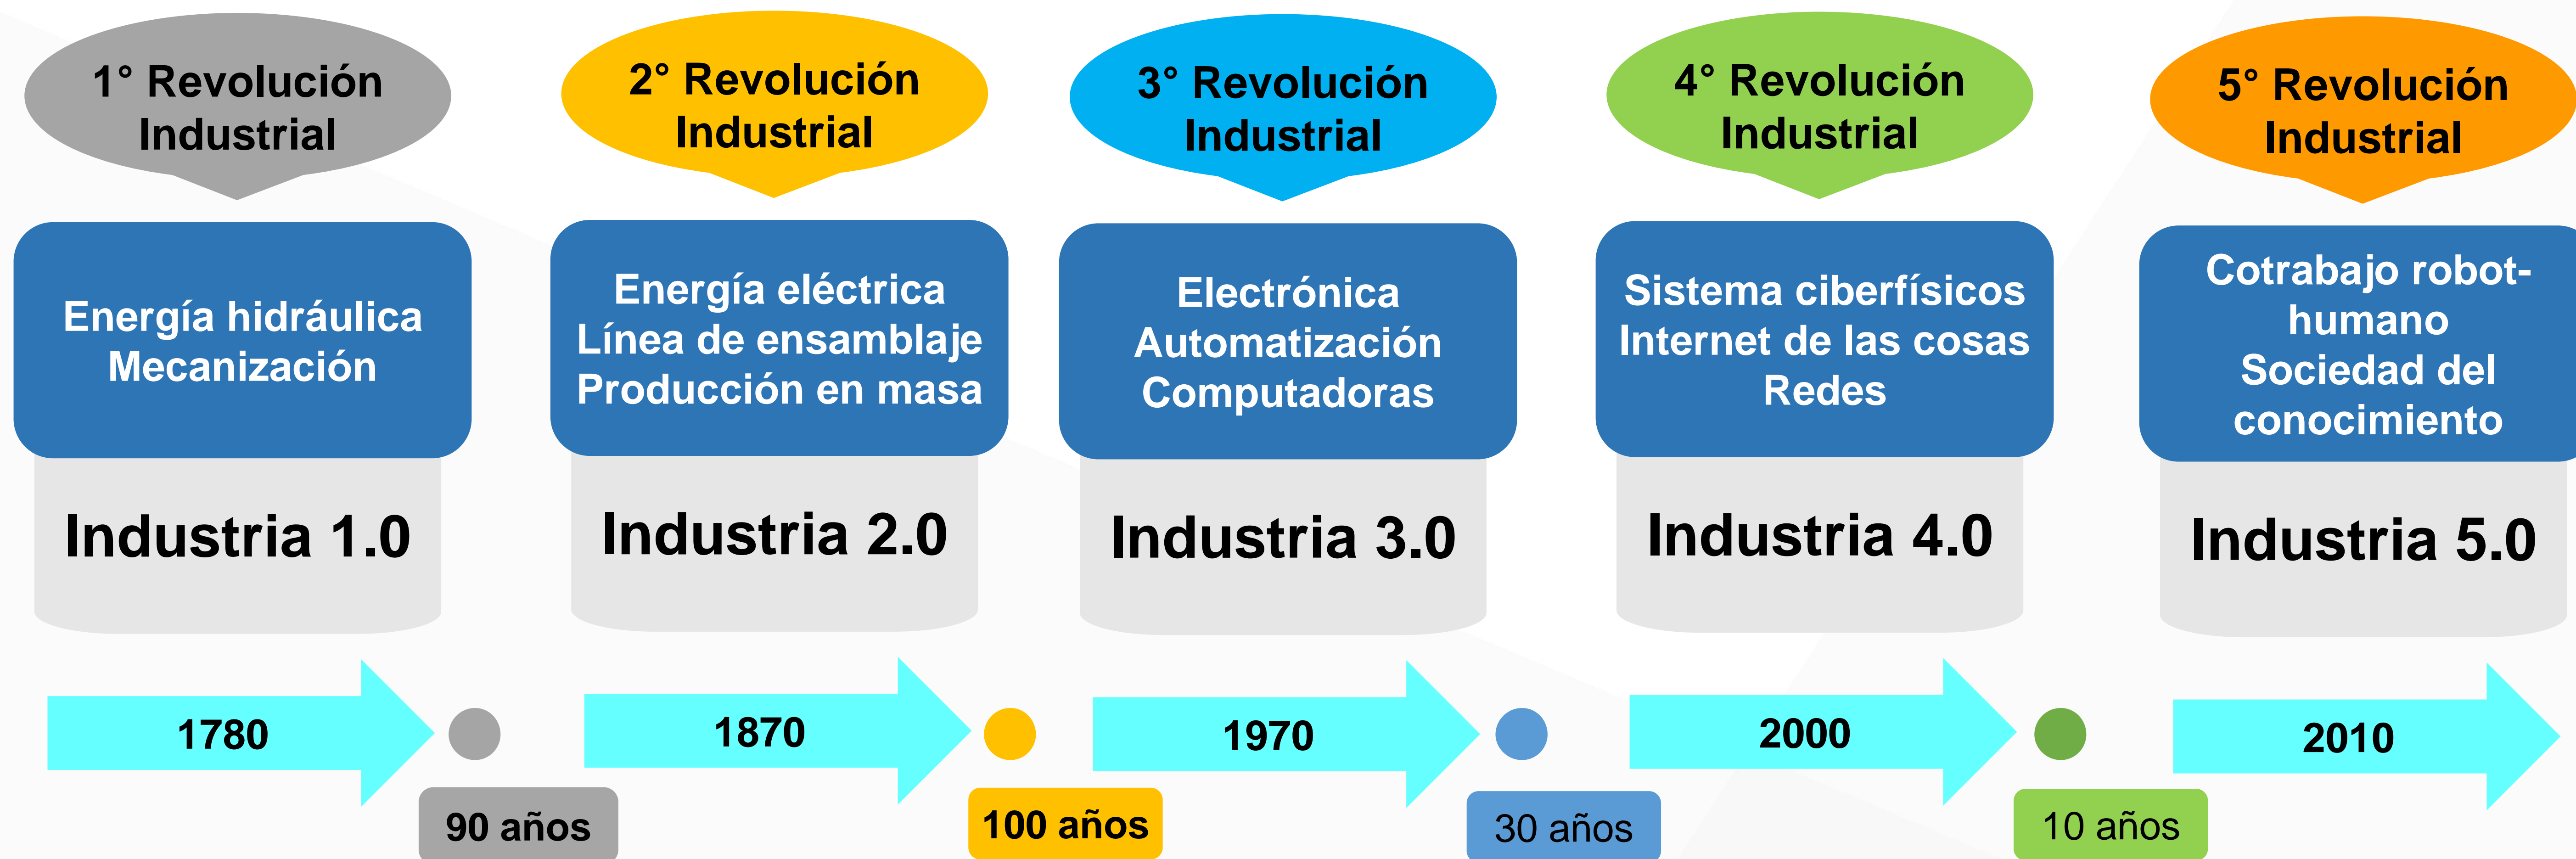 1° Revolución
Industrial
2° Revolución
Industrial
3° Revolución
Industrial
4° Revolución
Industrial
5° Revolución
Industrial
Energía hidráulica
Mecanización
Energía eléctrica
Línea de ensamblaje
Producción en masa
Electrónica
Automatización
Computadoras
Sistema ciberfísicos
Internet de las cosas
Redes
Cotrabajo robot-
humano
Sociedad del
conocimiento
Industria 1.0
Industria 2.0
Industria 3.0
Industria 4.0
Industria 5.0
1780
1870
1970
2000
2010
90 años
100 años
30 años
10 años